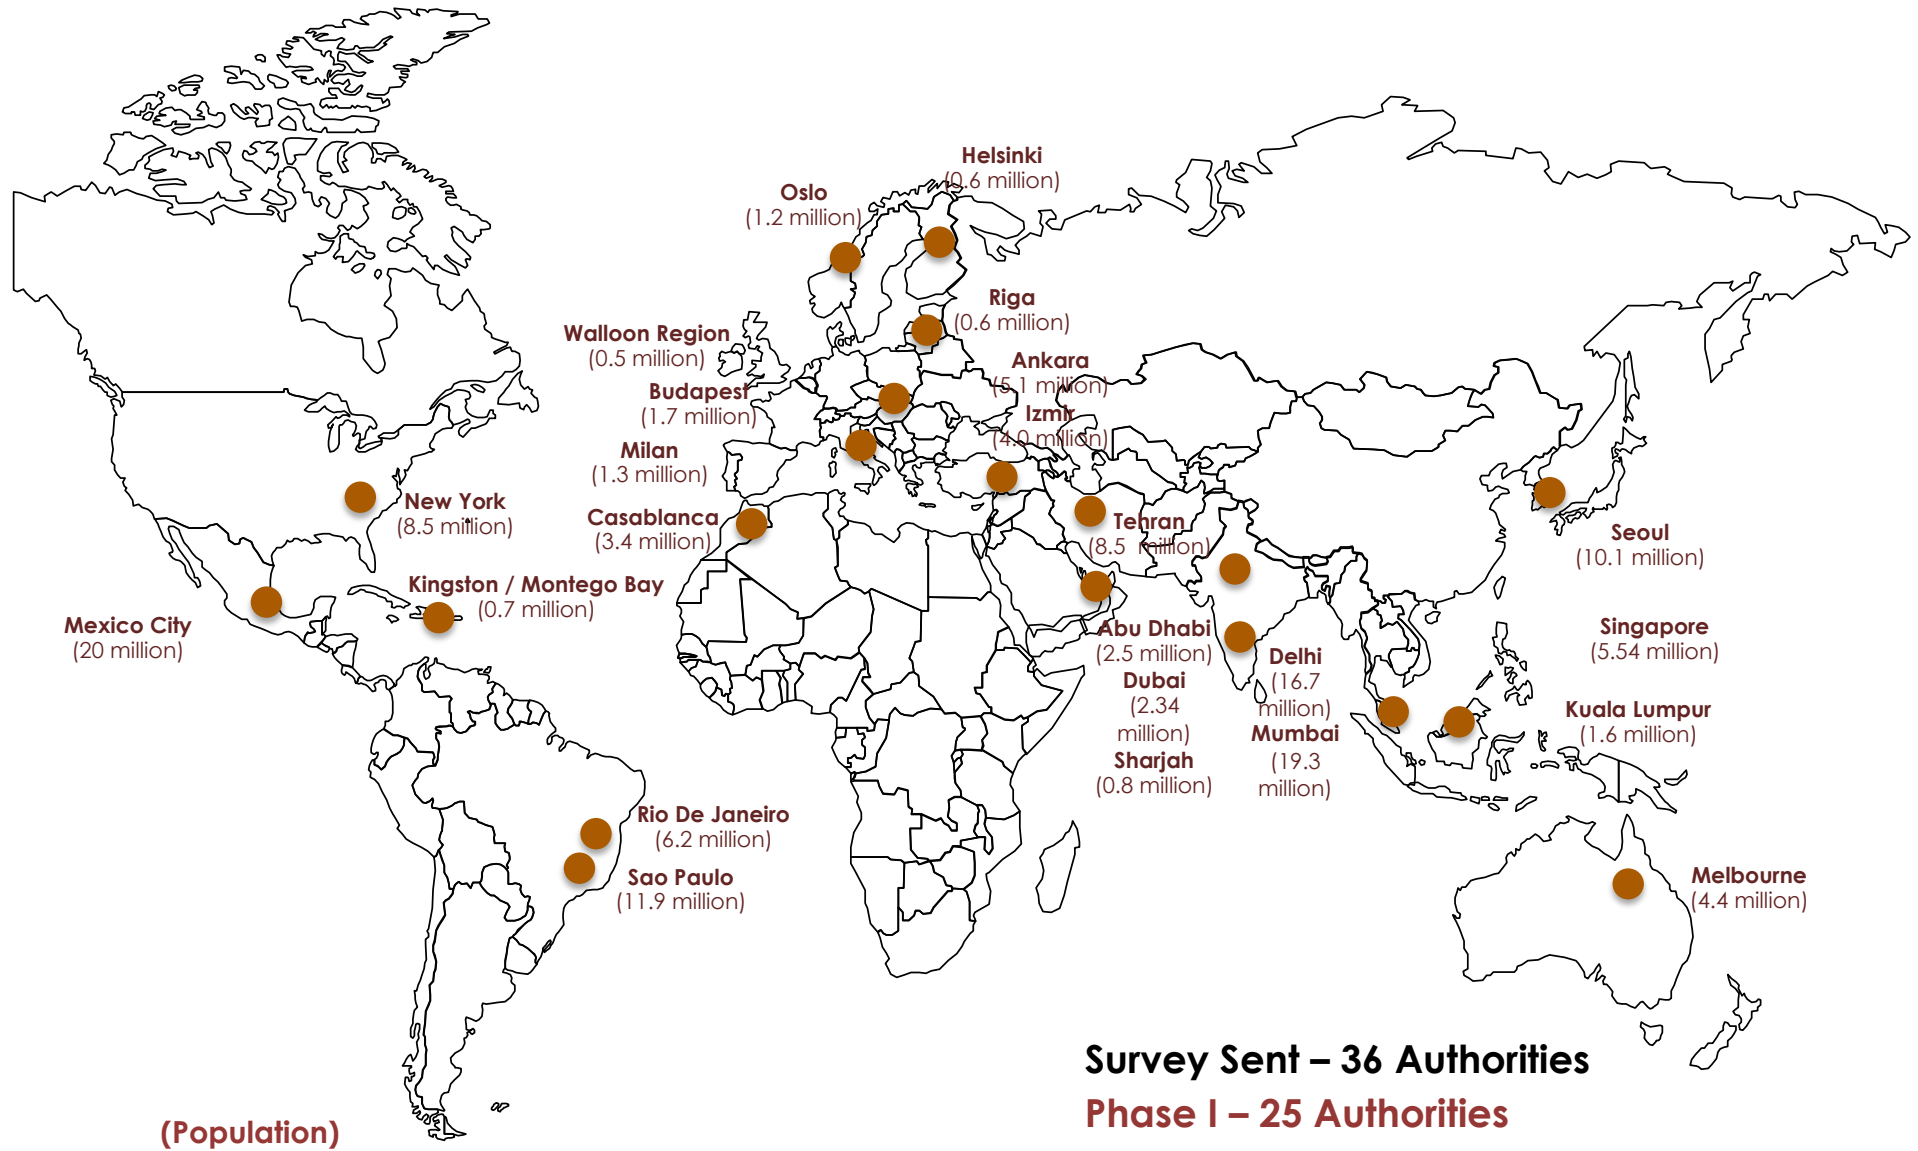 Helsinki
(0.6 million)
Oslo
(1.2 million)
Riga
(0.6 million)
Walloon Region
(0.5 million)
Ankara
(5.1 million)
Budapest
(1.7 million)
Izmir
(4.0 million)
Milan
(1.3 million)
New York
(8.5 million)
Casablanca
(3.4 million)
Tehran
(8.5 million)
Seoul
(10.1 million)
Kingston / Montego Bay
(0.7 million)
Mexico City
(20 million)
Abu Dhabi
(2.5 million)
Dubai
(2.34
million)
Sharjah
(0.8 million)
Delhi
(16.7
million)
Mumbai
(19.3
million)
Singapore
(5.54 million)
Kuala Lumpur
(1.6 million)
Rio De Janeiro
(6.2 million)
Sao Paulo
(11.9 million)
Melbourne
(4.4 million)
Survey Sent – 36 Authorities
Phase I – 25 Authorities
(Population)